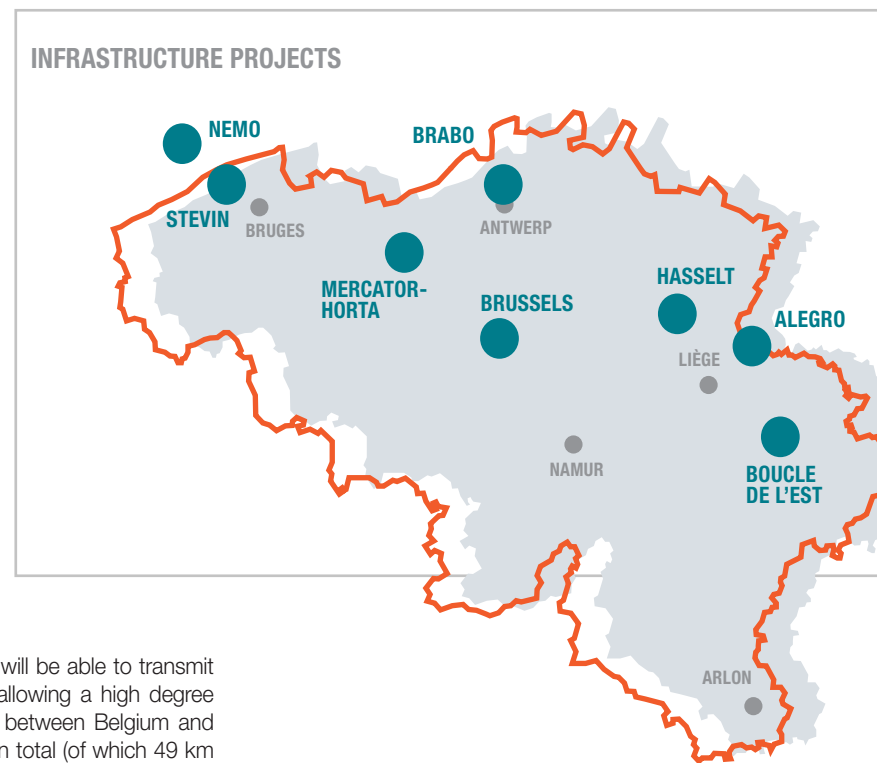 INFRASTRUCTURE PROJECTS
NEMO
BRABO
STEVIN
BRUGES
ANTWERP
MERCATOR-
HORTA
BRUSSELS
HASSELT
ALEGRO
LIÈGE
NAMUR
BOUCLE
DE L'EST
ARLON
will be able to transmit
allowing a high degree
between Belgium and
n total (of which 49 km